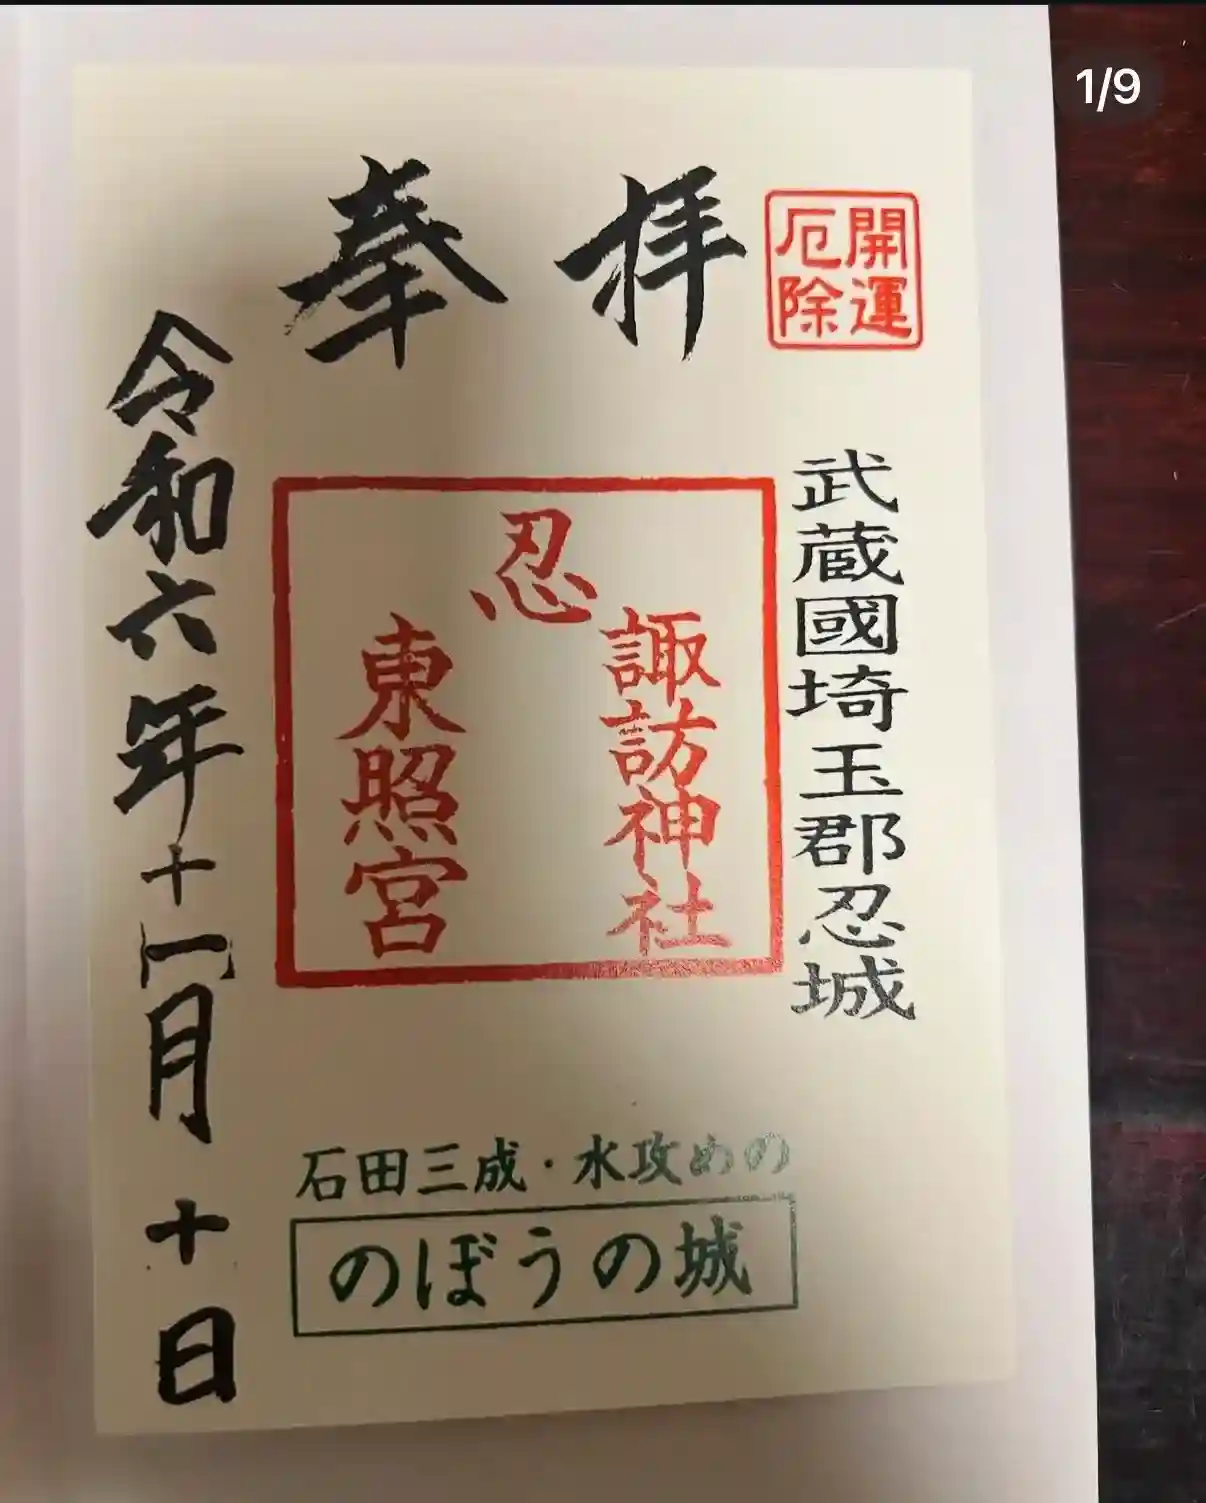 1/9
奉拝
開運
厄除
武蔵國埼玉郡忍城
忍
諏訪神社
東照宮
令和六年十一月十日
石田三成・水攻めの
のぼうの城